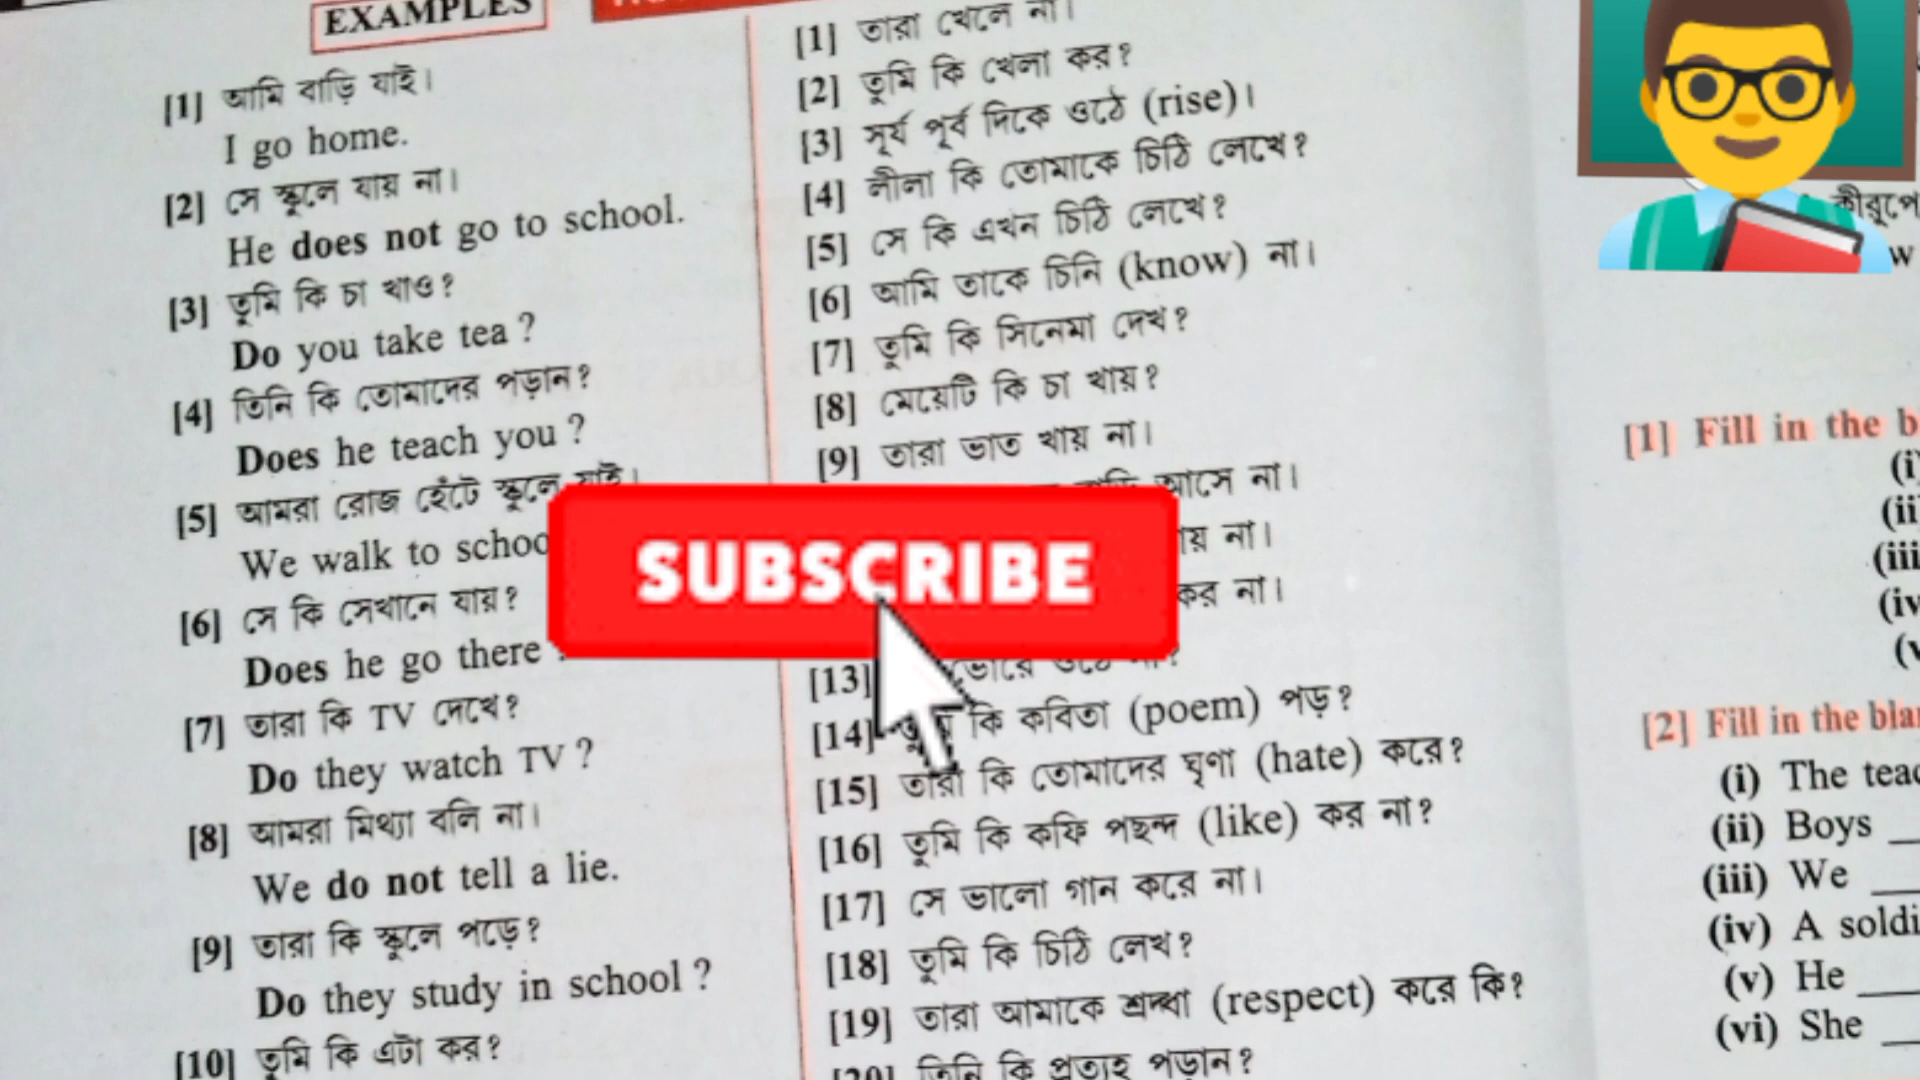 EXAMPLES
[1] আমি বাড়ি যাই।
I go home.
[2] সে স্কুলে যায় না।
He does not go to school.
[3] তুমি কি চা খাও?
Do you take tea ?
[4] তিনি কি তোমাদের পড়ান?
Does he teach you ?
[5] আমরা রোজ হেঁটে স্কুলে যাই।
We walk to
[6] সে কি সেখানে যায়?
Does he go there
[7] তারা কি TV দেখে?
Do they watch TV ?
[8] আমরা মিথ্যা বলি না।
We do not tell a lie.
[9] তারা কি স্কুলে পড়ে?
Do they study in school ?
[10] তুমি কি এটা কর?
[1] তারা খেলে না।
[2] তুমি কি খেলা কর?
[3] সূর্য পূর্ব দিকে ওঠে (rise)।
[4] লীলা কি তোমাকে চিঠি লেখে?
[5] সে কি এখন চিঠি লেখে?
[6] আমি তাকে চিনি (know) না।
[7] তুমি কি সিনেমা দেখ?
[8] মেয়েটি কি চা খায়?
[9] তারা ভাত খায় না।
আসে না।
না।
কর না।
[13]
[14] কি কবিতা (poem) পড়?
[15] তারা কি তোমাদের ঘৃণা (hate) করে?
[16] তুমি কি কফি পছন্দ (like) কর না?
[17] সে ভালো গান করে না।
[18] তুমি কি চিঠি লেখ?
[19] তারা আমাকে শ্রদ্ধা (respect) করে কি?
[20] তিনি কি প্রত্যহ পড়ান?
SUBSCRIBE
[1] Fill in the
(i)
(ii)
(iii)
[2] Fill in the
(i) The
(ii) Boys
(iii) We
(iv) A
(v) He
(vi) She